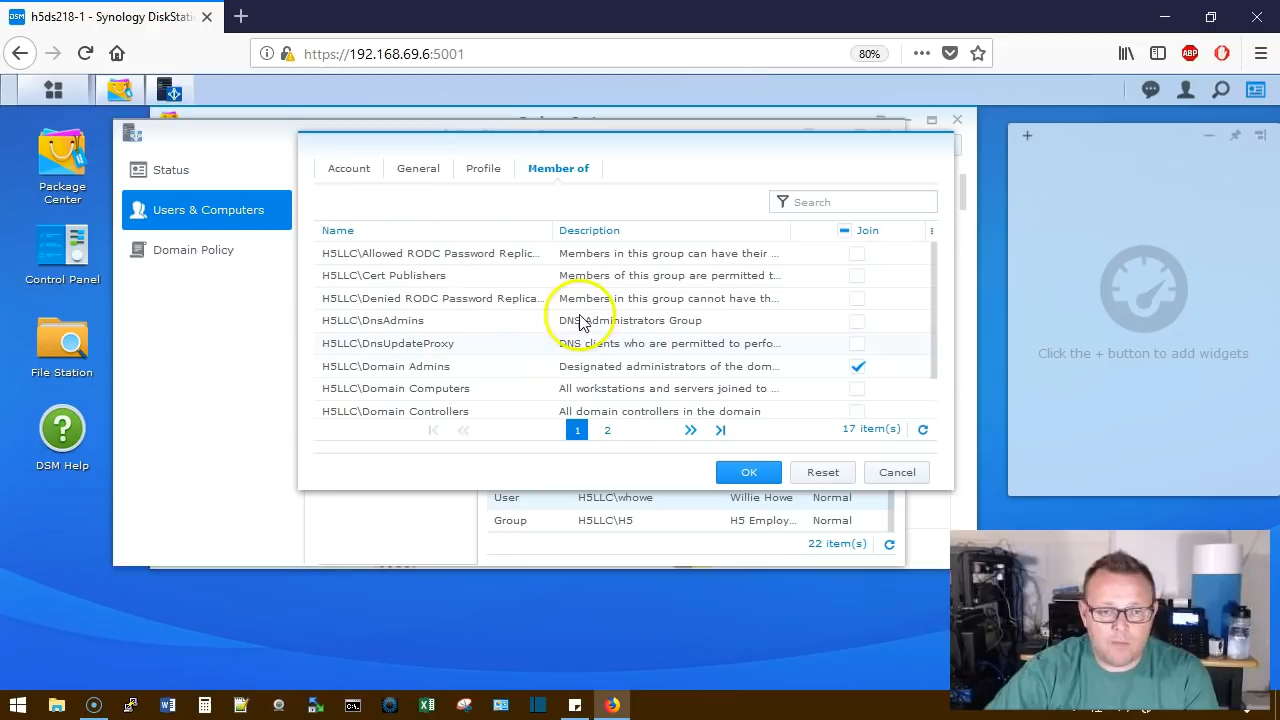 h5ds218-1 - Synology DiskStati
https://192.168.69.6:5001
80%
ABP
Package
Center
Control Panel
File Station
DSM Help
Status
Users & Computers
Domain Policy
Account
General
Profile
Member of
Search
Name
Description
Join
H5LLC\Allowed RODC Password Replic...
Members in this group can have their ...
H5LLC\Cert Publishers
Members of this group are permitted t...
H5LLC\Denied RODC Password Replica...
Members in this group cannot have th...
H5LLC\DnsAdmins
DNS Administrators Group
H5LLC\DnsUpdateProxy
DNS clients who are permitted to perfo...
H5LLC\Domain Admins
Designated administrators of the dom...
H5LLC\Domain Computers
All workstations and servers joined to ...
H5LLC\Domain Controllers
All domain controllers in the domain
1
2
17 item(s)
OK
Reset
Cancel
User
H5LLC\whowe
Willie Howe
Normal
Group
H5LLC\H5
H5 Employ...
Normal
22 item(s)
Click the + button to add widgets